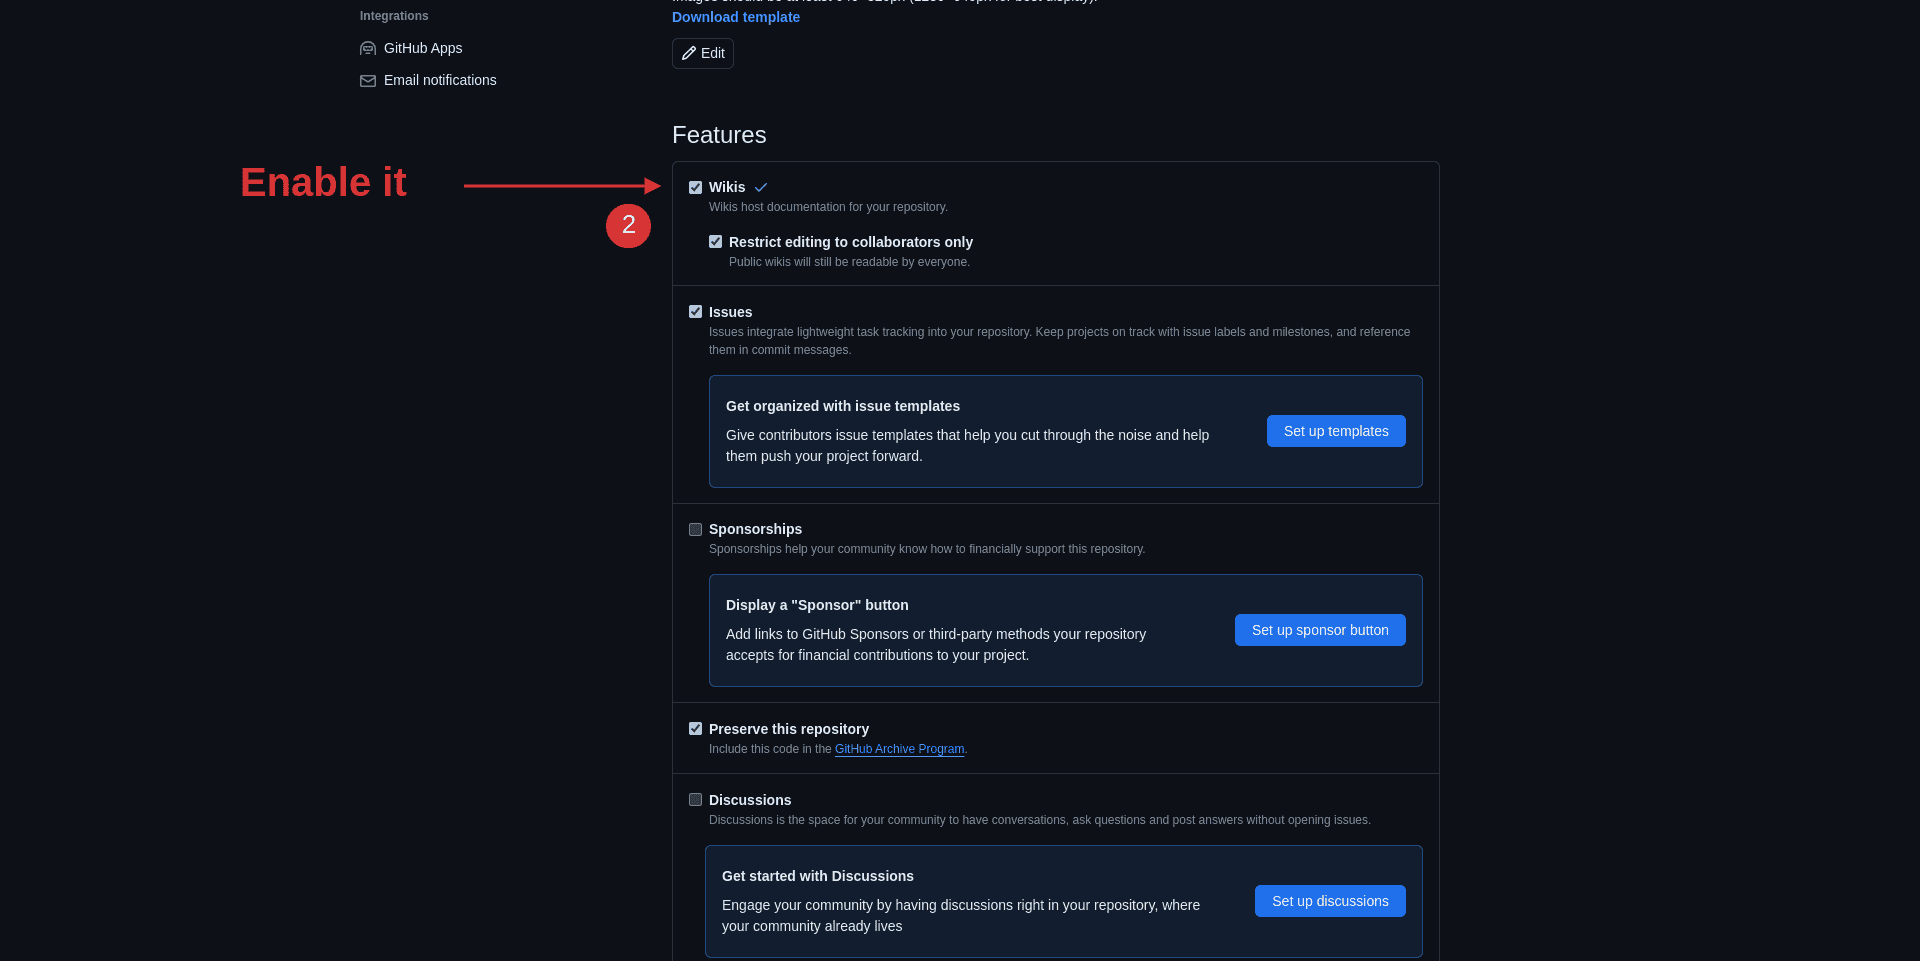 Download template
Integrations
GitHub Apps
Email notifications
Edit
Features
Enable it
2
Wikis
Wikis host documentation for your repository.
Restrict editing to collaborators only
Public wikis will still be readable by everyone.
Issues
Issues integrate lightweight task tracking into your repository. Keep projects on track with issue labels and milestones, and reference
them in commit messages.
Get organized with issue templates
Give contributors issue templates that help you cut through the noise and help
them push your project forward.
Set up templates
Sponsorships
Sponsorships help your community know how to financially support this repository.
Display a "Sponsor" button
Add links to GitHub Sponsors or third-party methods your repository
accepts for financial contributions to your project.
Set up sponsor button
Preserve this repository
Include this code in the GitHub Archive Program.
Discussions
Discussions is the space for your community to have conversations, ask questions and post answers without opening issues.
Get started with Discussions
Engage your community by having discussions right in your repository, where
your community already lives
Set up discussions